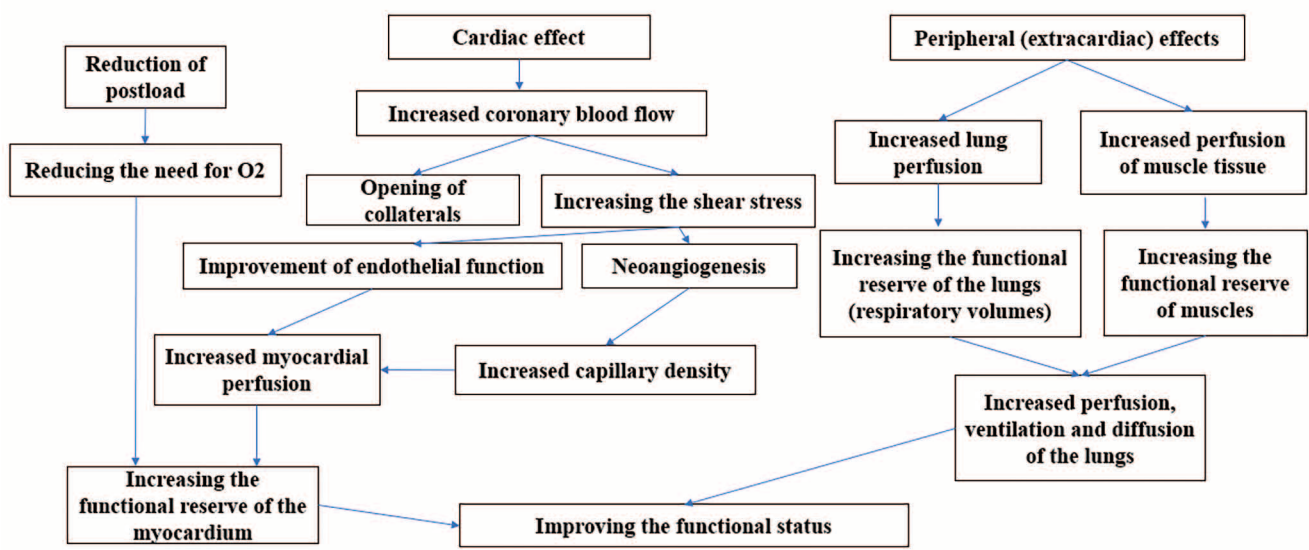 Cardiac effect
Peripheral (extracardiac) effects
Reduction of
postload
Increased coronary blood flow
Increased lung
perfusion
Increased perfusion
of muscle tissue
Reducing the need for O2
Opening of
collaterals
Increasing the shear stress
Improvement of endothelial function
Neoangiogenesis
Increasing the functional
reserve of the lungs
(respiratory volumes)
Increasing the
functional reserve
of muscles
Increased myocardial
perfusion
Increased capillary density
Increased perfusion,
ventilation and diffusion
of the lungs
Increasing the
functional reserve of the
myocardium
Improving the functional status